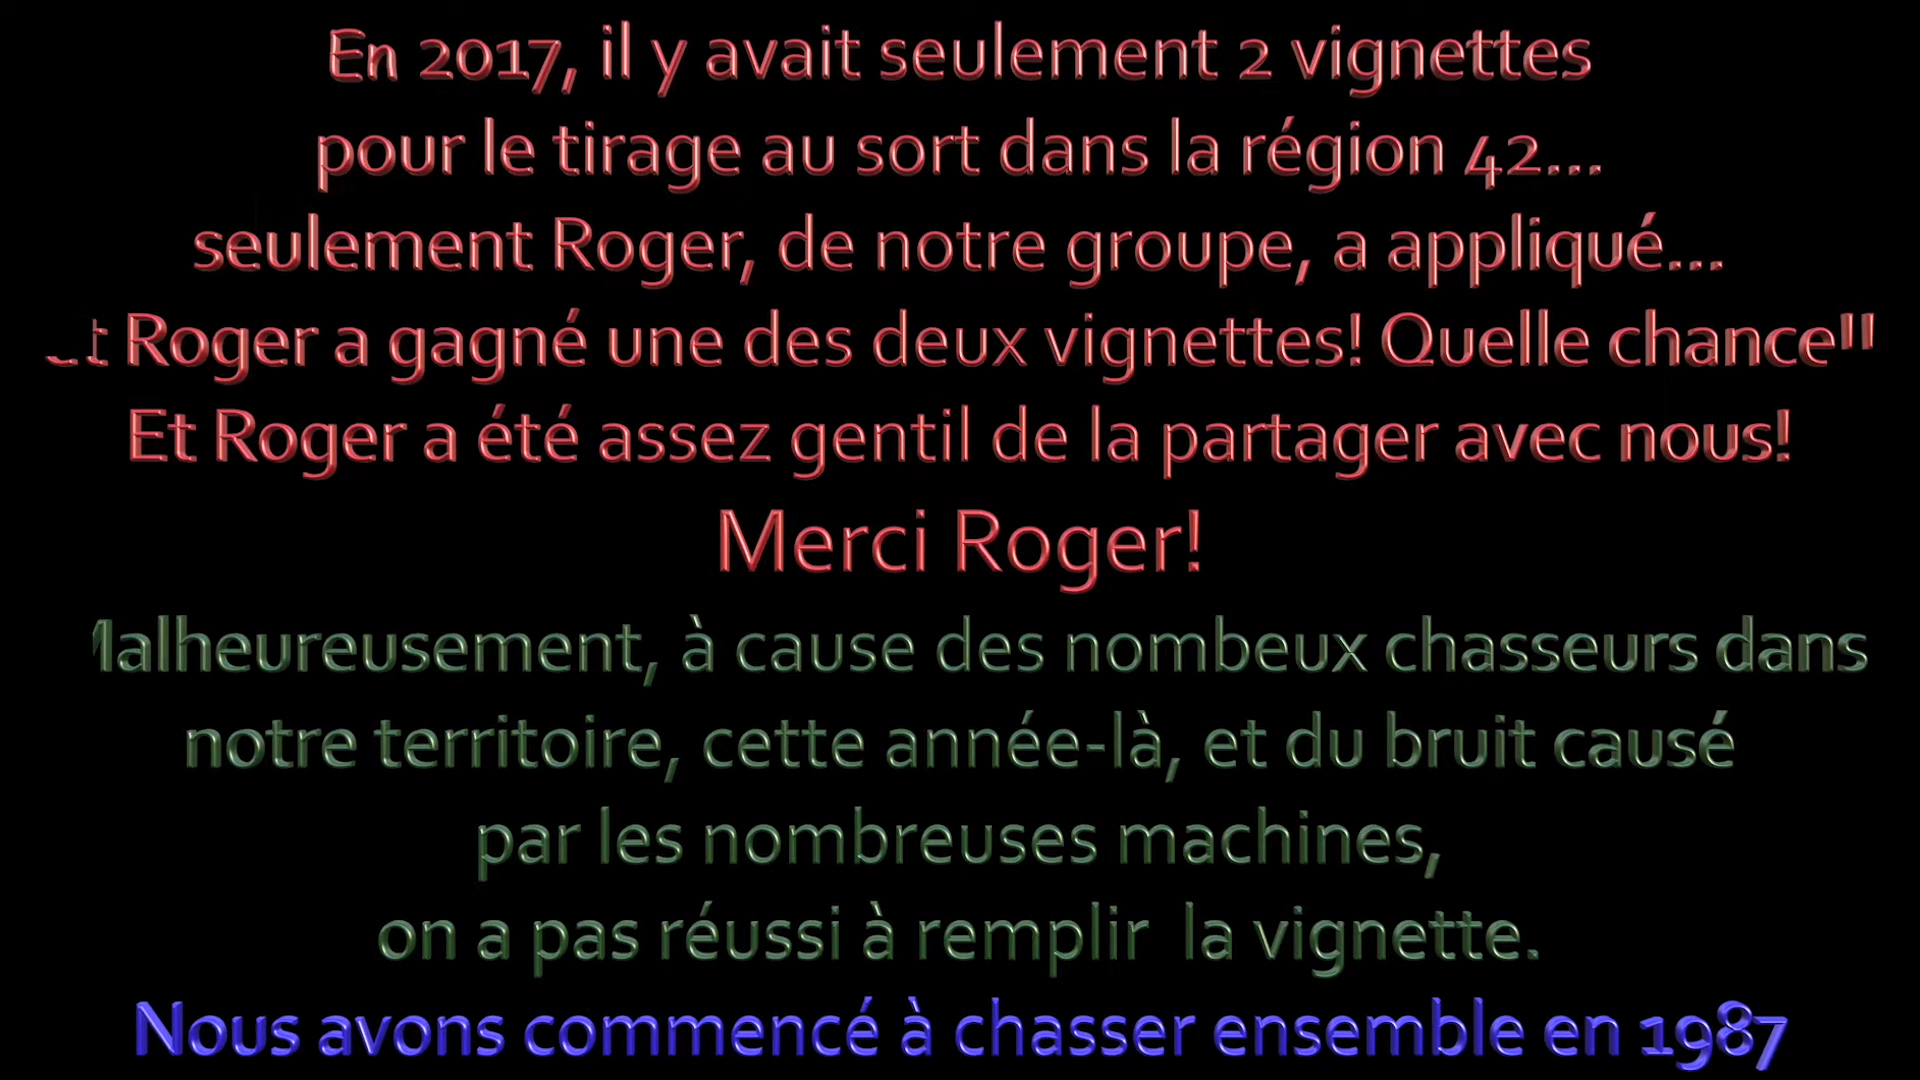 En 2017, il y avait seulement 2 vignettes
pour le tirage au sort dans la région 42...
seulement Roger, de notre groupe, a appliqué...
et Roger a gagné une des deux vignettes! Quelle chance!!
Et Roger a été assez gentil de la partager avec nous!
Merci Roger!
Malheureusement, à cause des nombeux chasseurs dans
notre territoire, cette année-là, et du bruit causé
par les nombreuses machines,
on a pas réussi à remplir la vignette.
Nous avons commencé à chasser ensemble en 1987